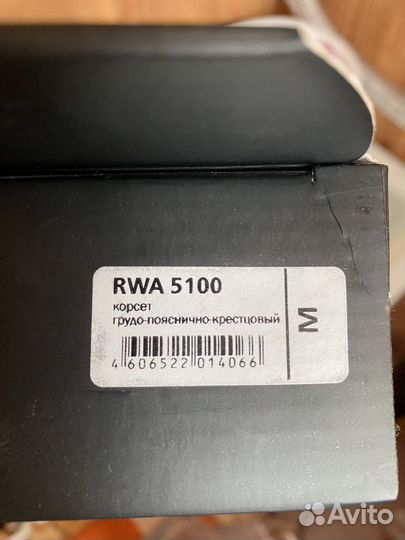 RWA 5100
корсет
грудо-пояснично-крестцовый
M
4 606522 014066
Avito